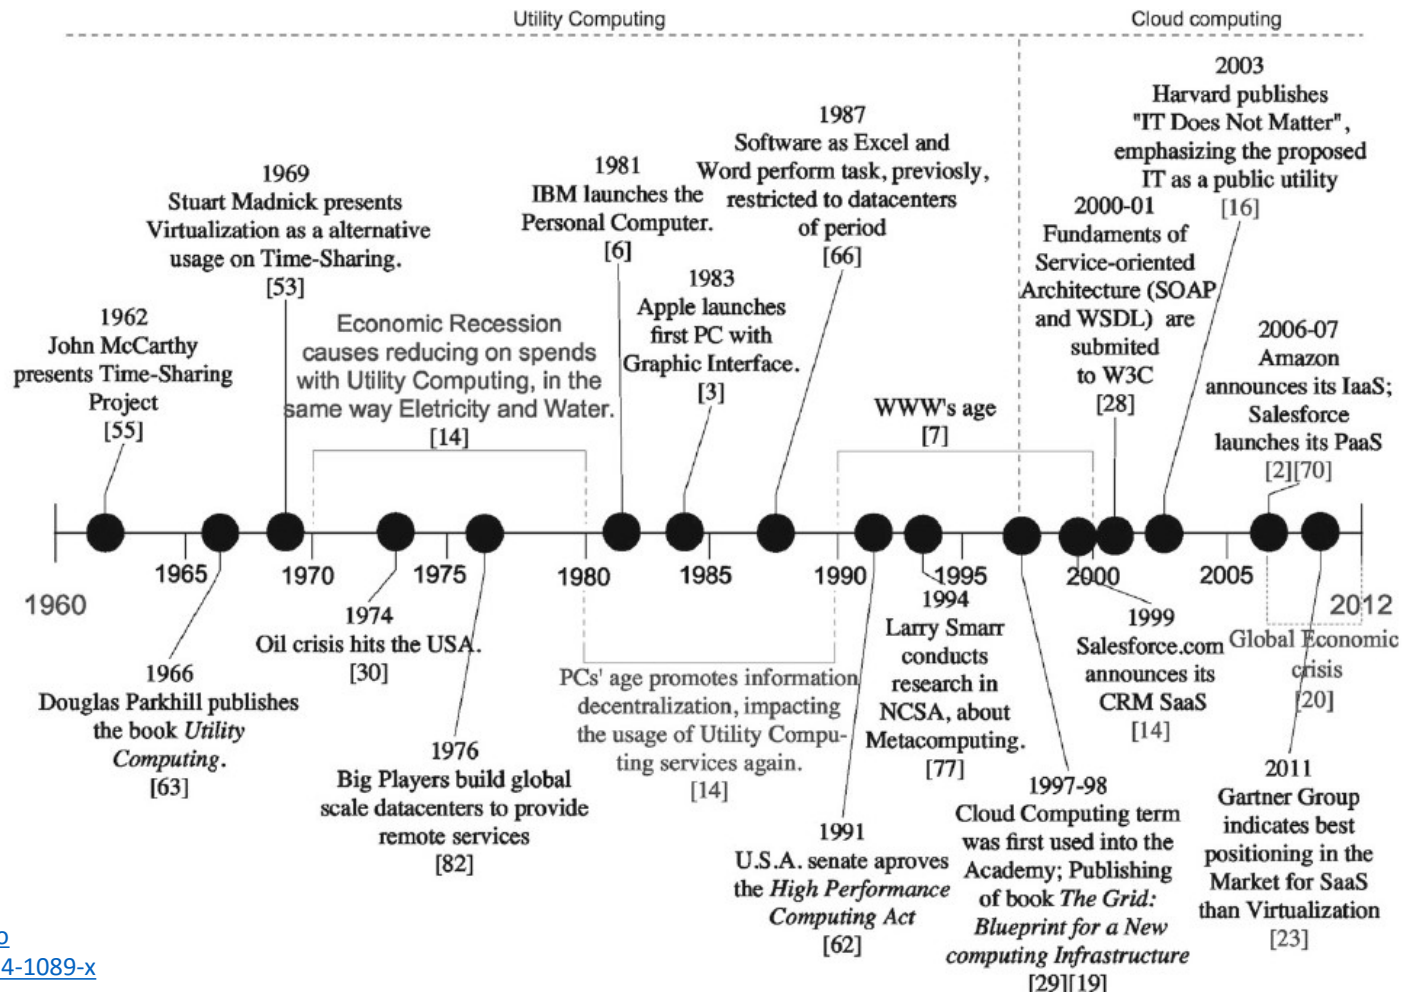 Utility Computing
Cloud computing
2003
Harvard publishes
"IT Does Not Matter",
emphasizing the proposed
IT as a public utility
[16]
1987
Software as Excel and
Word perform task, previosly,
restricted to datacenters
of period
[66]
1969
Stuart Madnick presents
Virtualization as a alternative
usage on Time-Sharing.
[53]
1981
IBM launches the
Personal Computer.
[6]
2000-01
Fundaments of
Service-oriented
Architecture (SOAP
and WSDL) are
submited
to W3C
[28]
1983
Apple launches
first PC with
Graphic Interface.
[3]
1962
John McCarthy
presents Time-Sharing
Project
[55]
Economic Recession
causes reducing on spends
with Utility Computing, in the
same way Eletricity and Water.
[14]
2006-07
Amazon
announces its IaaS;
Salesforce
launches its PaaS
[2][70]
WWW's age
[7]
1960
1965
1970
1975
1980
1985
1990
1995
2000
2005
2012
1966
Douglas Parkhill publishes
the book Utility
Computing.
[63]
1974
Oil crisis hits the USA.
[30]
1976
Big Players build global
scale datacenters to provide
remote services
[82]
PCs' age promotes information
decentralization, impacting
the usage of Utility Compu-
ting services again.
[14]
1991
U.S.A. senate aproves
the High Performance
Computing Act
[62]
1994
Larry Smarr
conducts
research in
NCSA, about
Metacomputing.
[77]
1997-98
Cloud Computing term
was first used into the
Academy; Publishing
of book The Grid:
Blueprint for a New
computing Infrastructure
[29][19]
1999
Salesforce.com
announces its
CRM SaaS
[14]
Global Economic
crisis
[20]
2011
Gartner Group
indicates best
positioning in the
Market for SaaS
than Virtualization
[23]
o
4-1089-x